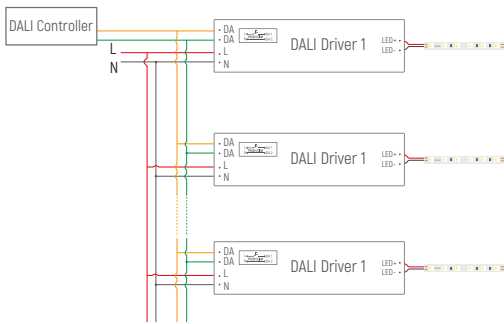 DALI Controller
L
N
DA
DA
L
N
DALI Driver 1
LED+
LED-
DA
DA
L
N
DALI Driver 1
LED+
LED-
DA
DA
L
N
DALI Driver 1
LED+
LED-